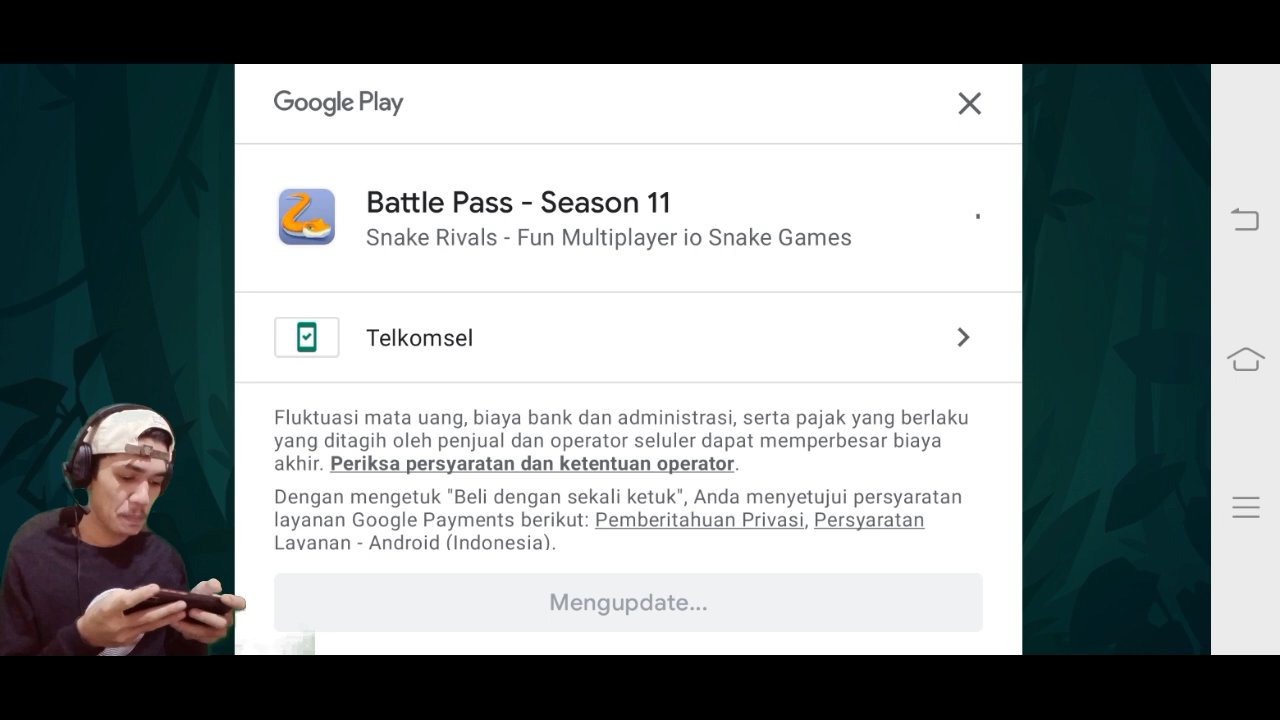 Google Play
Battle Pass - Season 11
Snake Rivals - Fun Multiplayer io Snake Games
Telkomsel
Fluktuasi mata uang, biaya bank dan administrasi, serta pajak yang berlaku
yang ditagih oleh penjual dan operator seluler dapat memperbesar biaya
akhir. Periksa persyaratan dan ketentuan operator.
Dengan mengetuk "Beli dengan sekali ketuk", Anda menyetujui persyaratan
layanan Google Payments berikut: Pemberitahuan Privasi, Persyaratan
Layanan - Android (Indonesia).
Mengupdate...